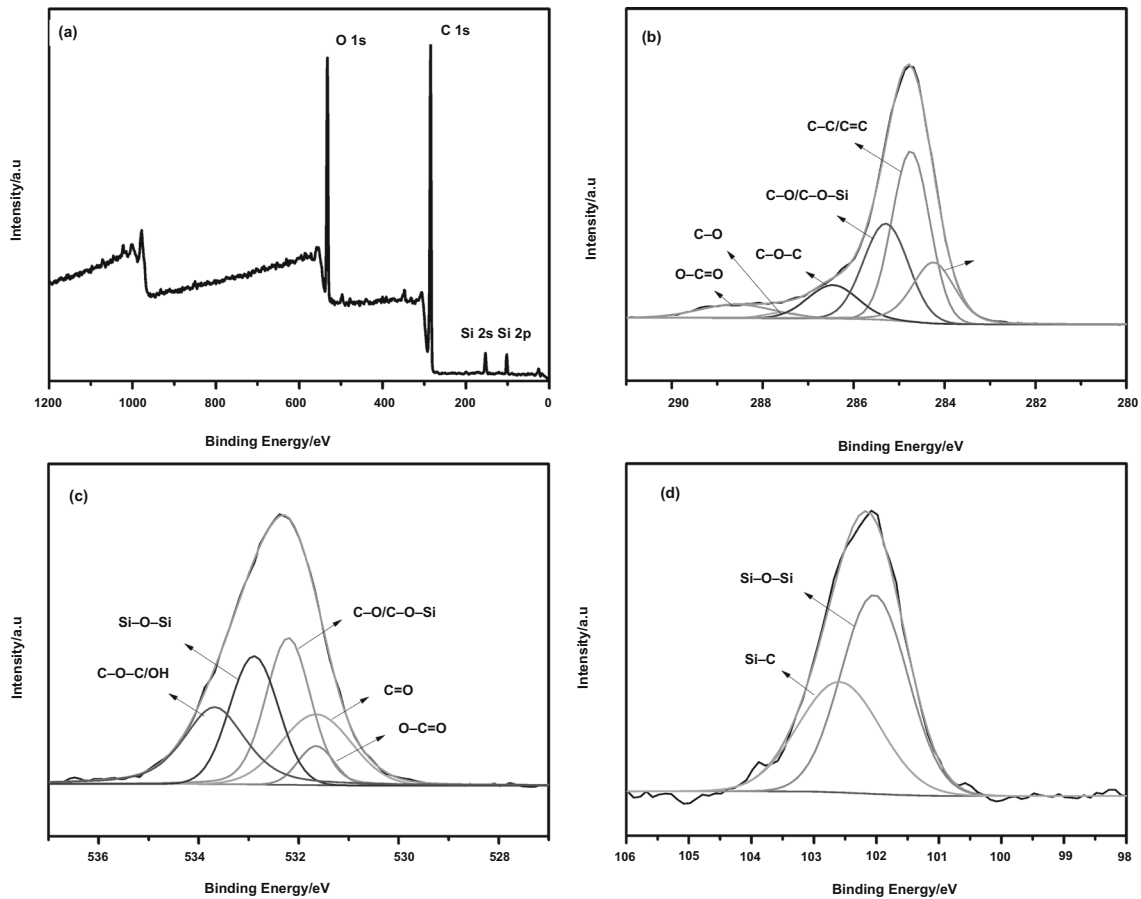 (a)
O 1s
C 1s
Si 2s Si 2p
Intensity/a.u
1200 1000 800 600 400 200 0
Binding Energy/eV
(b)
C–C/C=C
C–O/C–O–Si
C–O
C–O–C
O–C=O
Intensity/a.u
290 288 286 284 282 280
Binding Energy/eV
(c)
Si–O–Si
C–O/C–O–Si
C–O–C/OH
C=O
O–C=O
Intensity/a.u
536 534 532 530 528
Binding Energy/eV
(d)
Si–O–Si
Si–C
Intensity/a.u
106 105 104 103 102 101 100 99 98
Binding Energy/eV